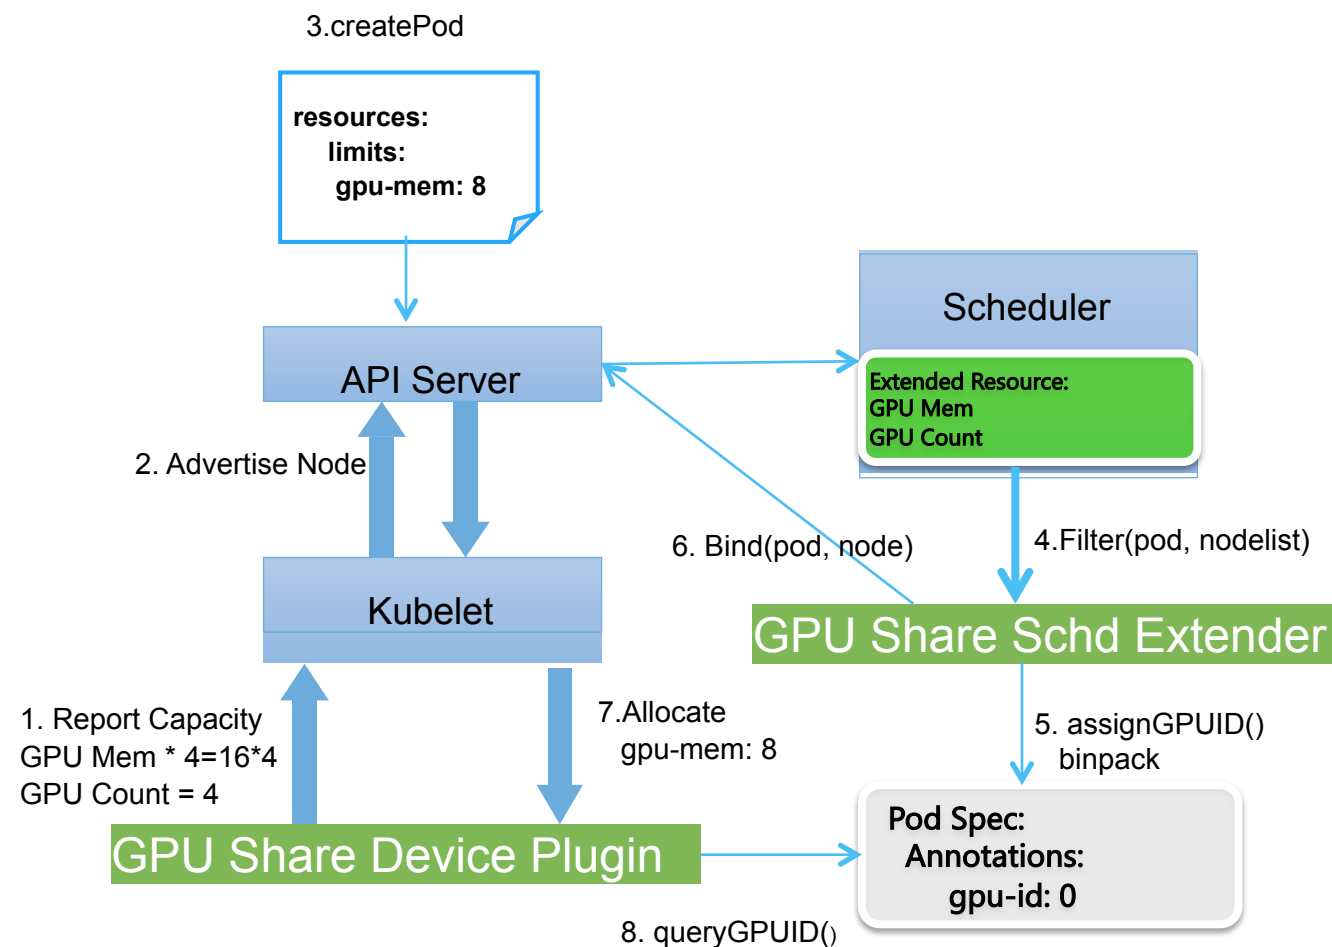 3.createPod
resources:
limits:
gpu-mem: 8
Scheduler
Extended Resource:
GPU Mem
GPU Count
API Server
2. Advertise Node
6. Bind(pod, node)
4.Filter(pod, nodelist)
Kubelet
GPU Share Schd Extender
1. Report Capacity
GPU Mem * 4=16*4
GPU Count = 4
7.Allocate
gpu-mem: 8
5. assignGPUID()
binpack
GPU Share Device Plugin
Pod Spec:
Annotations:
gpu-id: 0
8. queryGPUID()